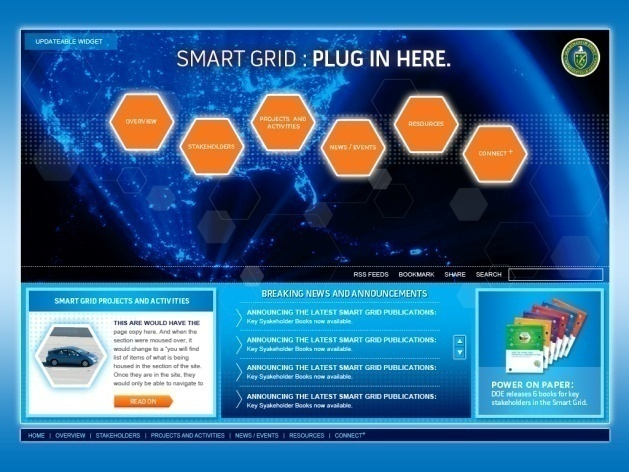 UPDATEABLE WIDGET
SMART GRID : PLUG IN HERE.
OVERVIEW
STAKEHOLDERS
PROJECTS AND
ACTIVITIES
NEWS / EVENTS
RESOURCES
CONNECT +
RSS FEEDS BOOKMARK SHARE SEARCH
SMART GRID PROJECTS AND ACTIVITIES
THIS ARE WOULD HAVE THE
page copy here. And when the
section were moused over, it
would change to a "you will find
list of items of what is being
housed in the section of the site.
Once they are in the site, they
would only be able to navigate to
READ ON
BREAKING NEWS AND ANNOUNCEMENTS
ANNOUNCING THE LATEST SMART GRID PUBLICATIONS:
Key Syakeholder Books now available.
ANNOUNCING THE LATEST SMART GRID PUBLICATIONS:
Key Syakeholder Books now available.
ANNOUNCING THE LATEST SMART GRID PUBLICATIONS:
Key Syakeholder Books now available.
ANNOUNCING THE LATEST SMART GRID PUBLICATIONS:
Key Syakeholder Books now available.
POWER ON PAPER:
DOE releases 6 books for key
stakeholders in the Smart Grid.
HOME | OVERVIEW | STAKEHOLDERS | PROJECTS AND ACTIVITIES | NEWS / EVENTS | RESOURCES | CONNECT+